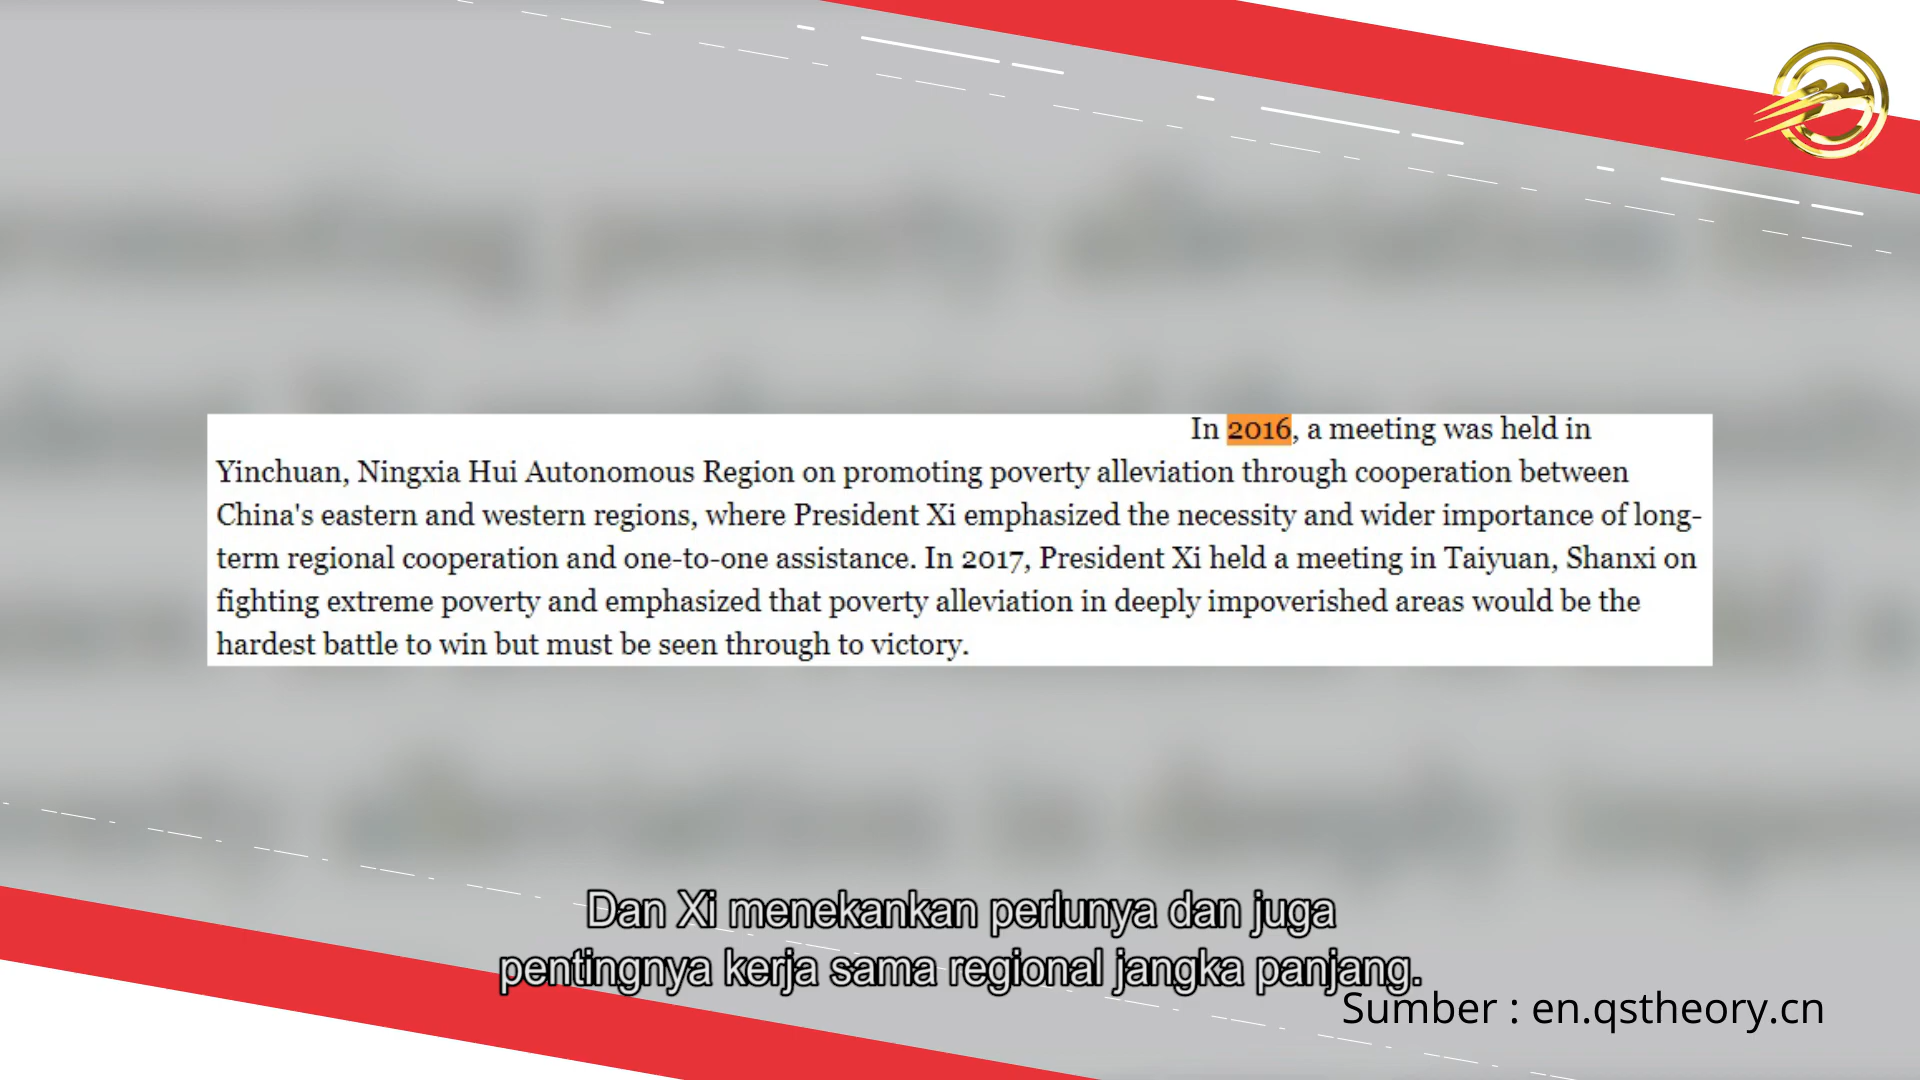 In 2016, a meeting was held in
Yinchuan, Ningxia Hui Autonomous Region on promoting poverty alleviation through cooperation between
China's eastern and western regions, where President Xi emphasized the necessity and wider importance of long-
term regional cooperation and one-to-one assistance. In 2017, President Xi held a meeting in Taiyuan, Shanxi on
fighting extreme poverty and emphasized that poverty alleviation in deeply impoverished areas would be the
hardest battle to win but must be seen through to victory.
Dan Xi menekankan perlunya dan juga
pentingnya kerja sama regional jangka panjang.
Sumber : en.qstheory.cn